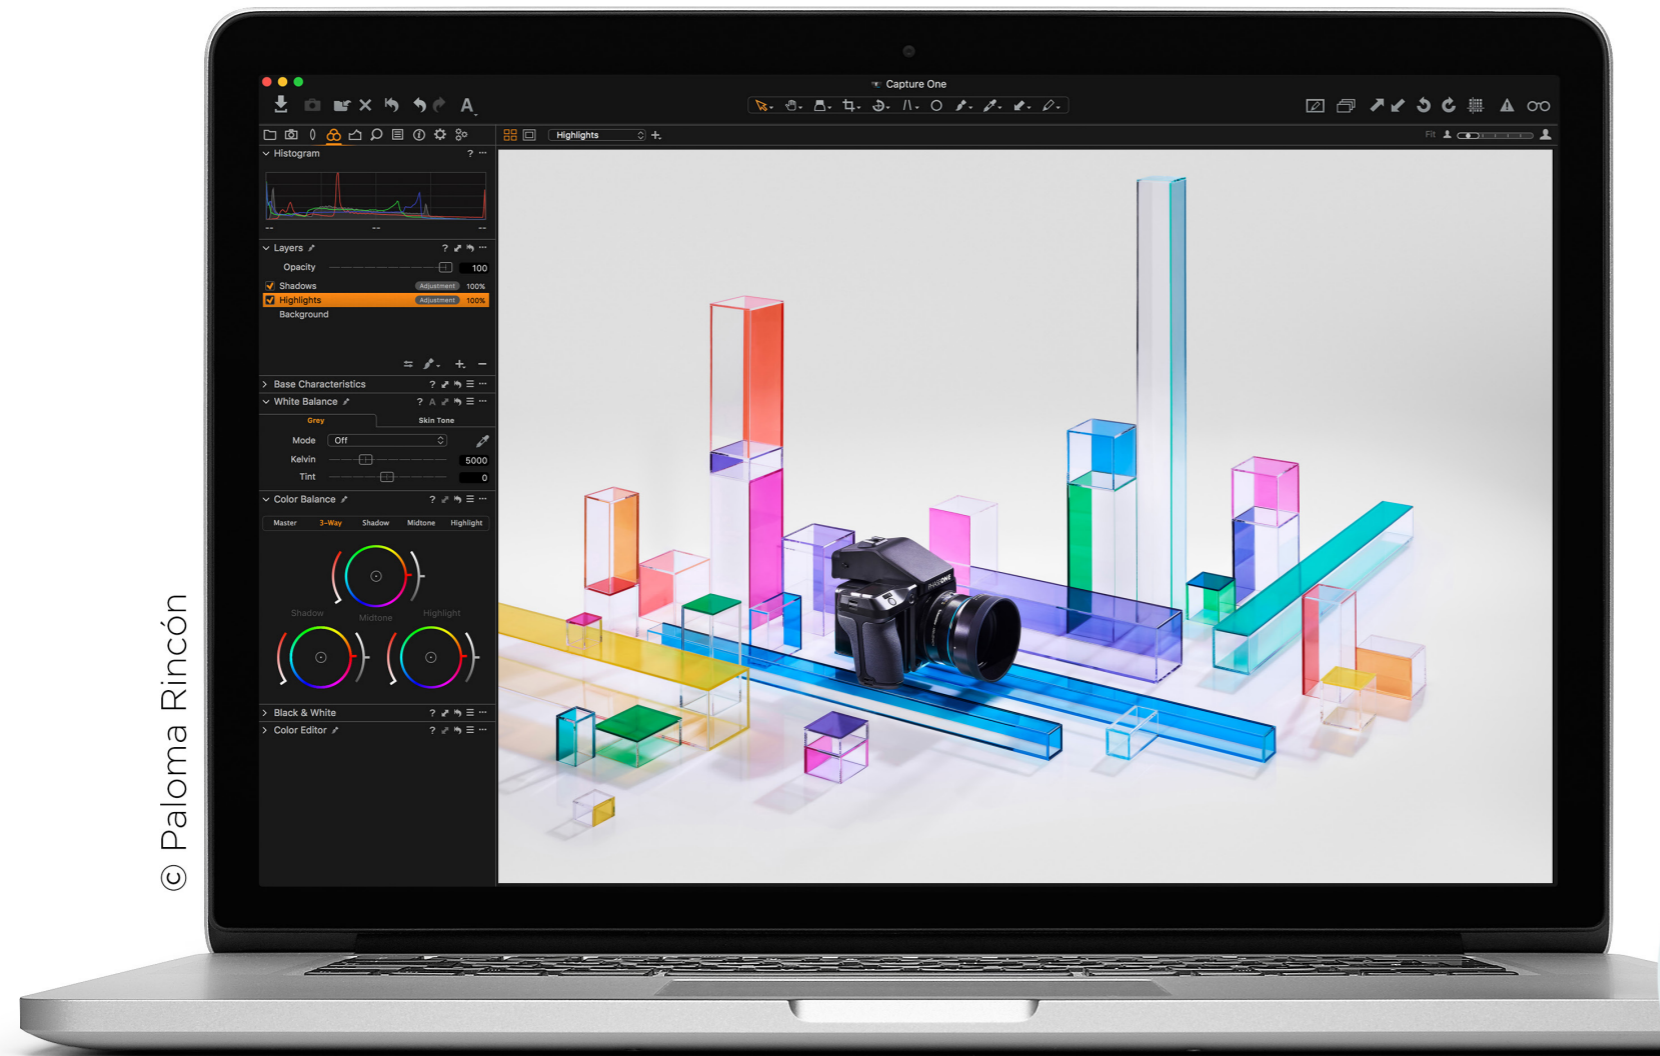 Capture One
A
Highlights
Fit
Histogram
?
-- -- --
Layers
?
Opacity
100
Shadows Adjustment 100%
Highlights Adjustment 100%
Background
Base Characteristics
?
White Balance
? A
Grey Skin Tone
Mode Off
Kelvin 5000
Tint 0
Color Balance
?
Master 3-Way Shadow Midtone Highlight
Shadow Highlight
Midtone
Black & White
?
Color Editor
?
PHASEONE
© Paloma Rincón